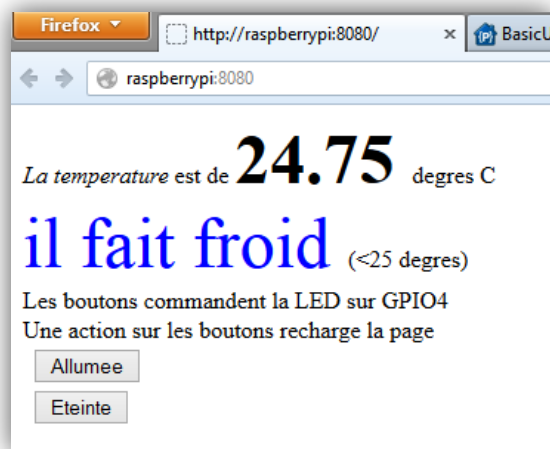 Firefox
http://raspberrypi:8080/ × BasicU
raspberrypi:8080
La temperature est de 24.75 degres C
il fait froid (<25 degres)
Les boutons commandent la LED sur GPIO4
Une action sur les boutons recharge la page
Allumee
Eteinte